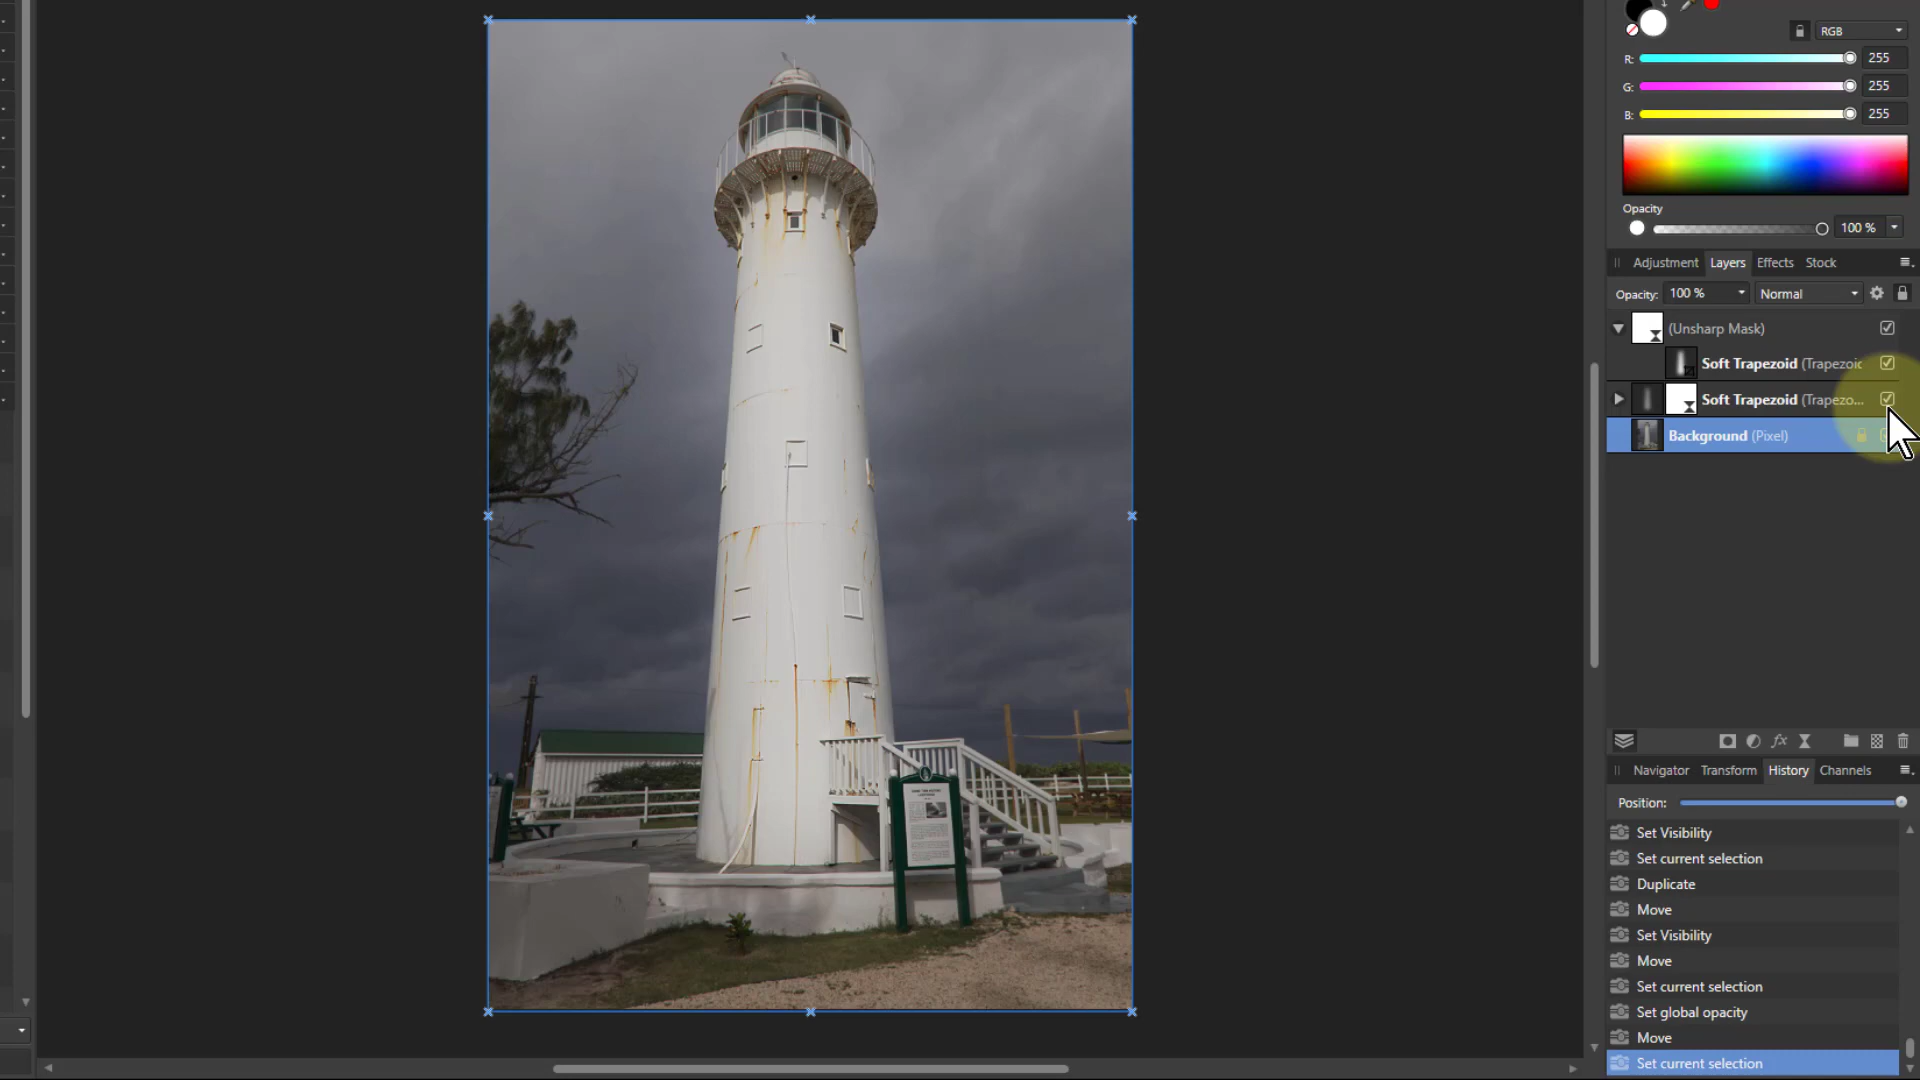 RGB
R: 255
G: 255
B: 255
Opacity
100 %
Adjustment Layers Effects Stock
Opacity: 100 % Normal
(Unsharp Mask)
Soft Trapezoid (Trapezoid
Soft Trapezoid (Trapezo...
Background (Pixel)
fx
Navigator Transform History Channels
Position:
Set Visibility
Set current selection
Duplicate
Move
Set Visibility
Move
Set current selection
Set global opacity
Move
Set current selection